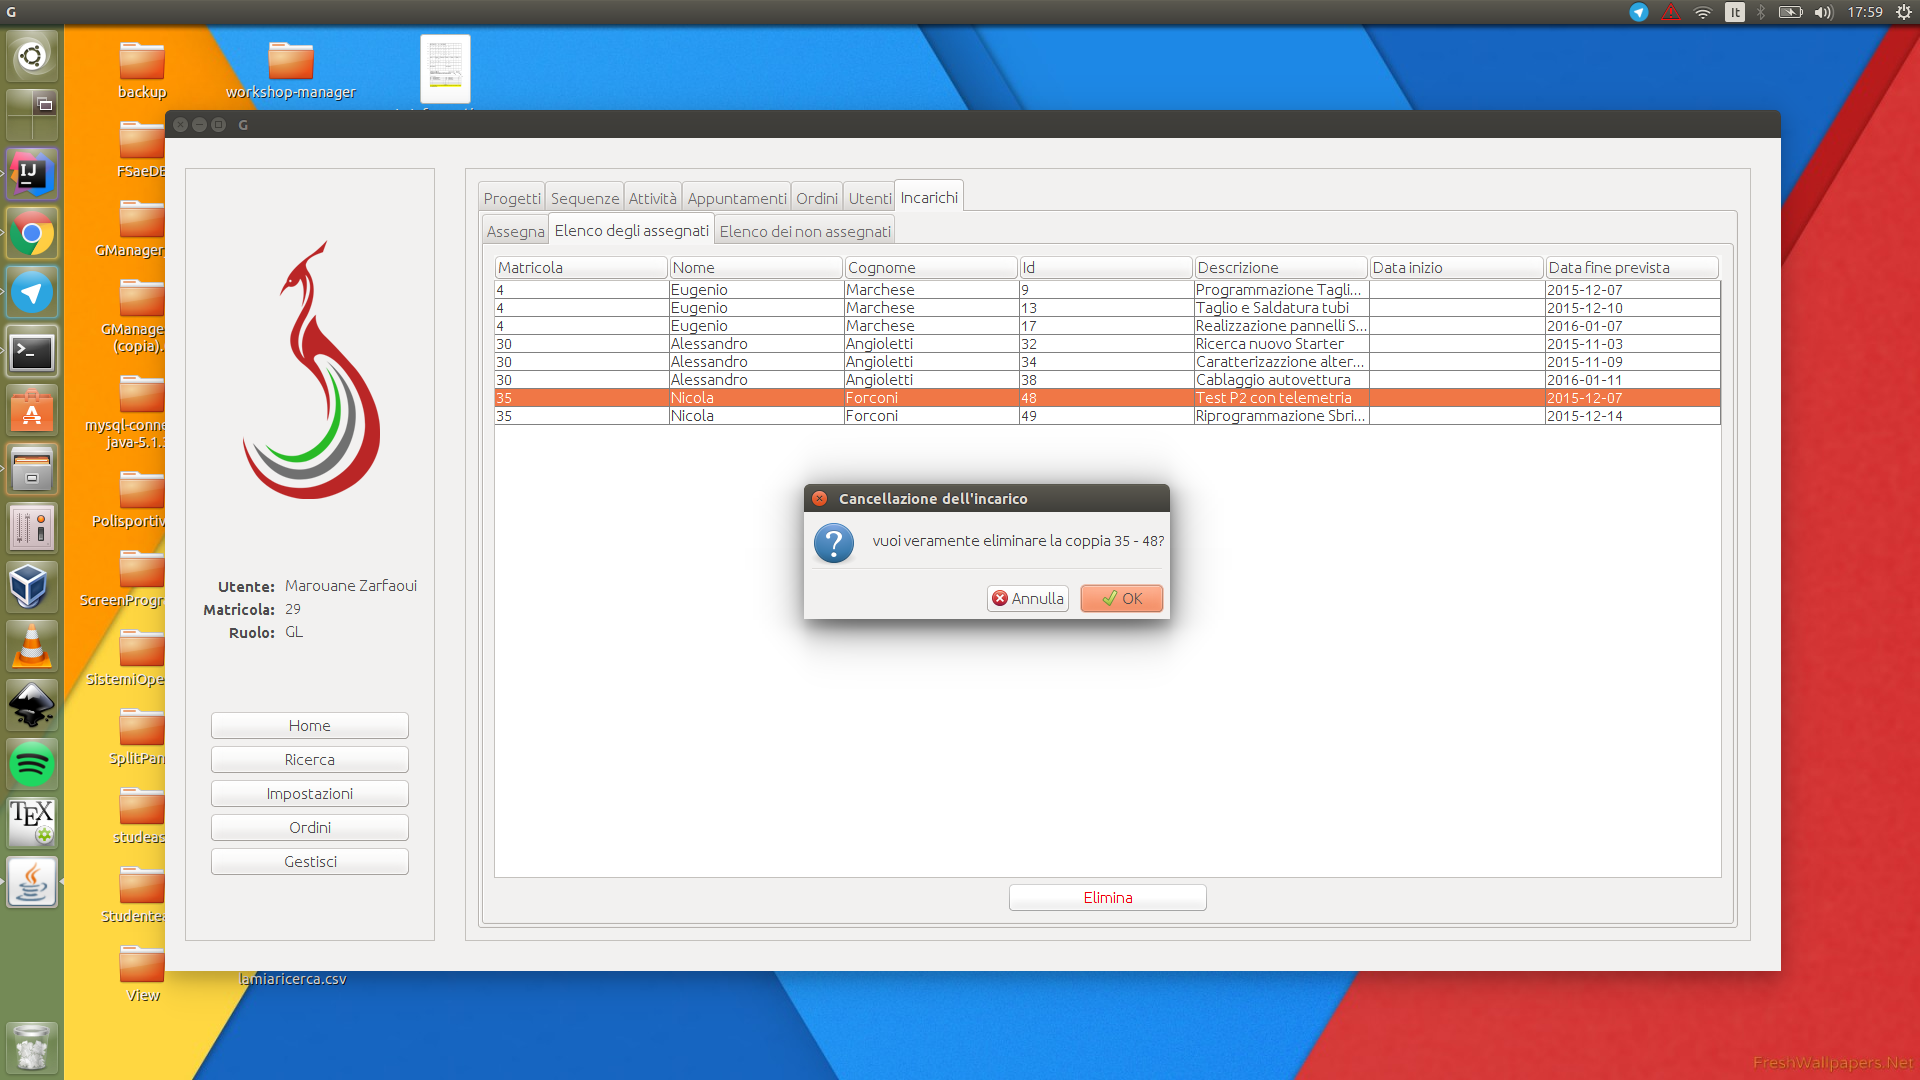 G
It
17:59
backup
workshop-manager
FSaeDB
GManager
GManage
(copia).
mysql-conne
java-5.1.3
Polisportiv
ScreenProgr
SistemiOpe
SplitPan
studeas
Studente
View
lamiaricerca.csv
G
Utente: Marouane Zarfaoui
Matricola: 29
Ruolo: GL
Home
Ricerca
Impostazioni
Ordini
Gestisci
Progetti Sequenze Attività Appuntamenti Ordini Utenti Incarichi
Assegna Elenco degli assegnati Elenco dei non assegnati
Matricola Nome Cognome Id Descrizione Data inizio Data fine prevista
4 Eugenio Marchese 9 Programmazione Tagli... 2015-12-07
4 Eugenio Marchese 13 Taglio e Saldatura tubi 2015-12-10
4 Eugenio Marchese 17 Realizzazione pannelli S... 2016-01-07
30 Alessandro Angioletti 32 Ricerca nuovo Starter 2015-11-03
30 Alessandro Angioletti 34 Caratterizazzione alter... 2015-11-09
30 Alessandro Angioletti 38 Cablaggio autovettura 2016-01-11
35 Nicola Forconi 48 Test P2 con telemetria 2015-12-07
35 Nicola Forconi 49 Riprogrammazione Sbri... 2015-12-14
Cancellazione dell'incarico
vuoi veramente eliminare la coppia 35 - 48?
Annulla OK
Elimina
IJ
TEX
FreshWallpapers.Net